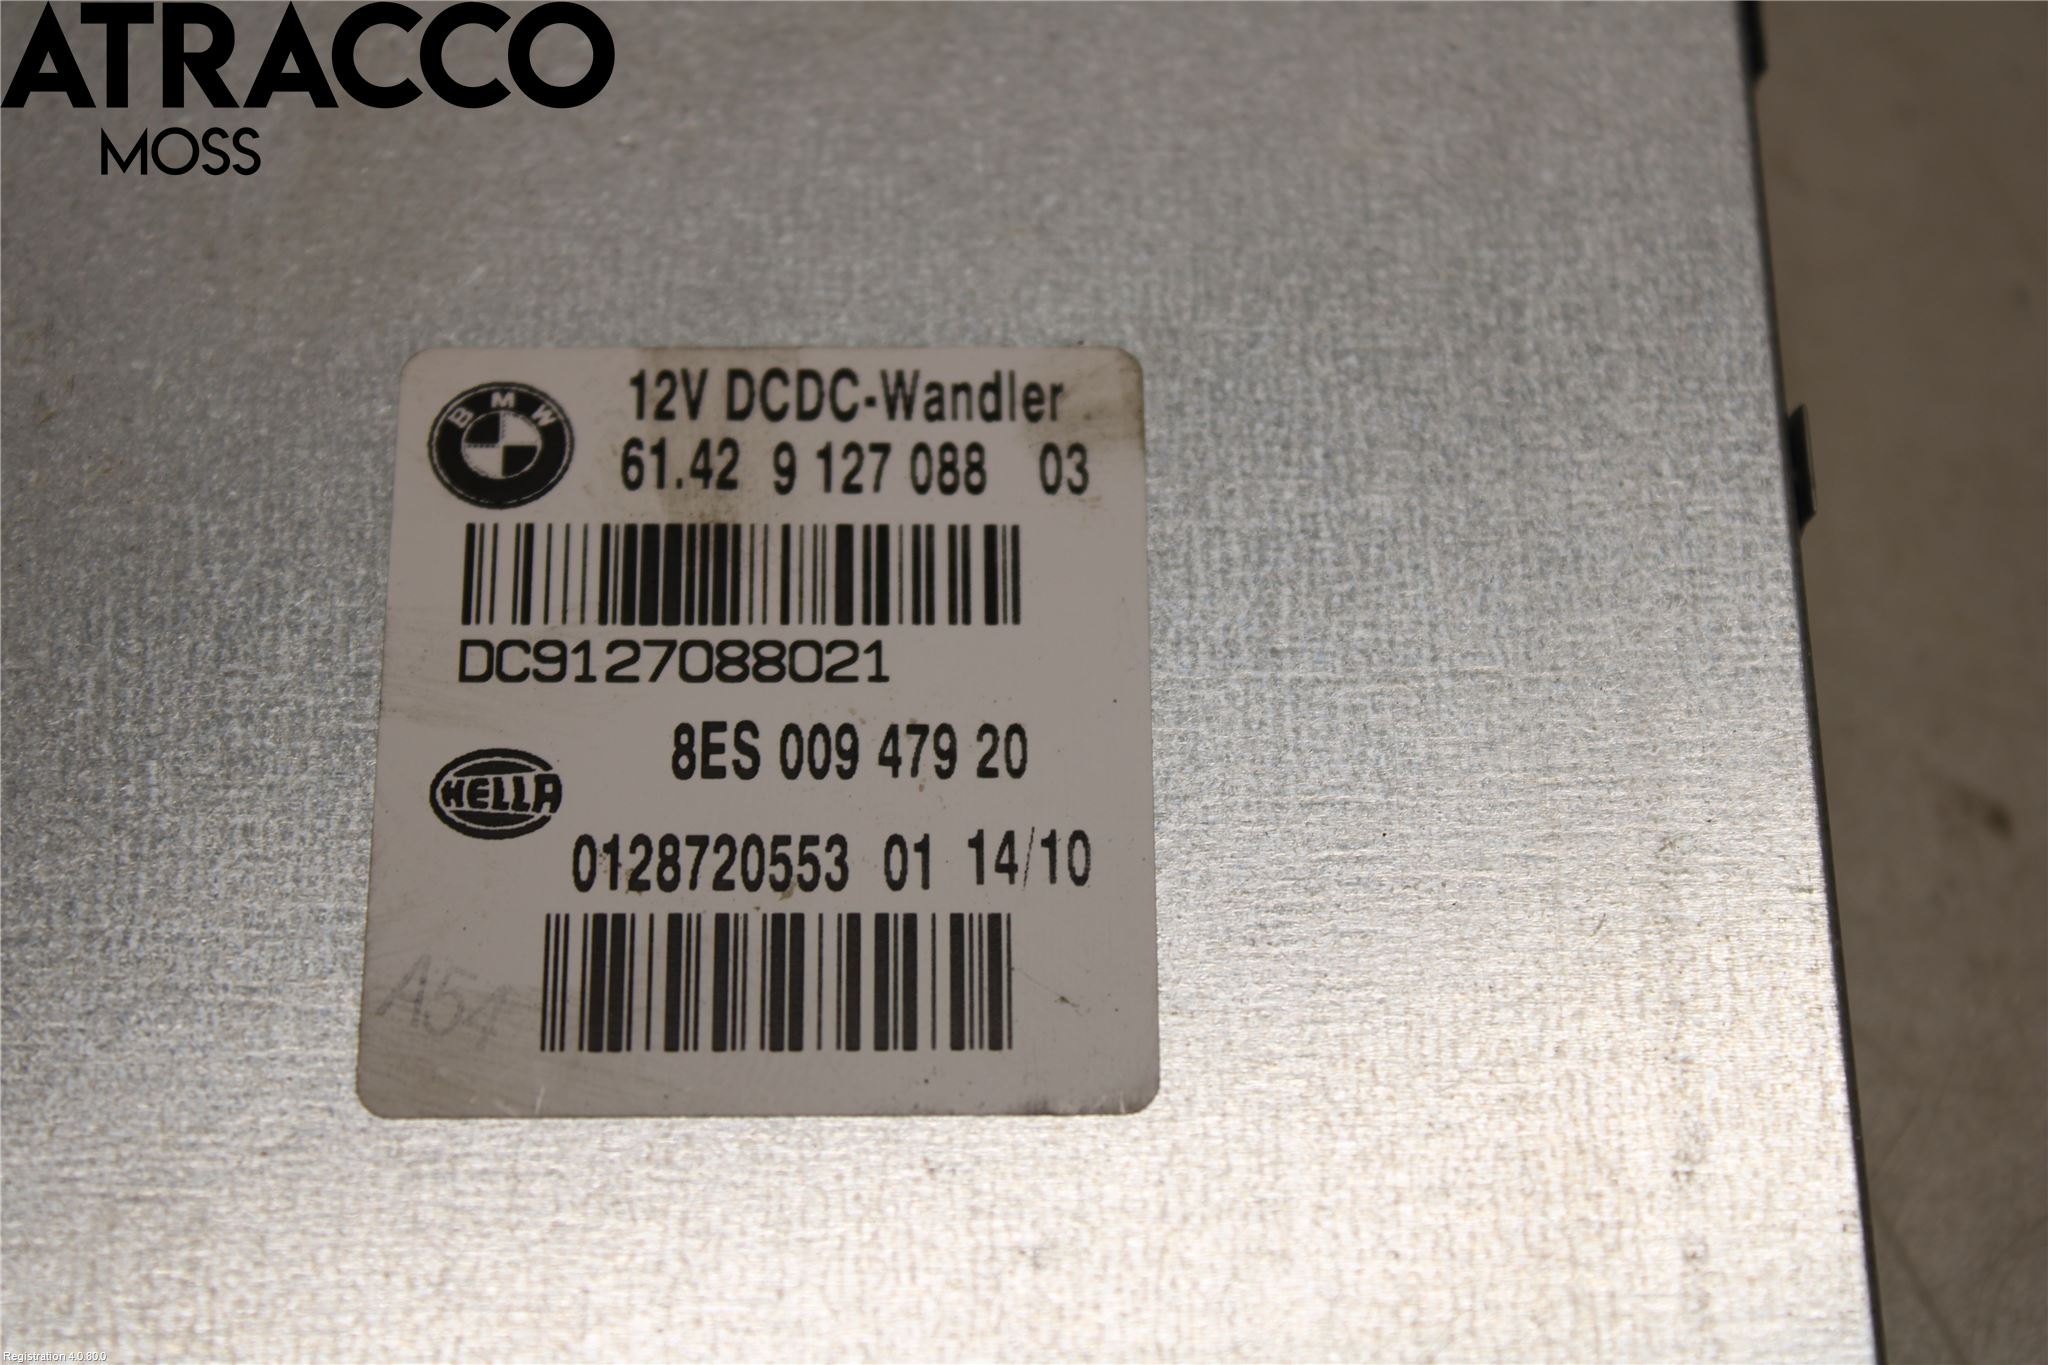 ATRACCO
MOSS
BMW
12V DCDC-Wandler
61.42 9 127 088 03
DC9127088021
8ES 009 479 20
HELLA
0128720553 01 14/10
A54
Registration 4.0.80.0